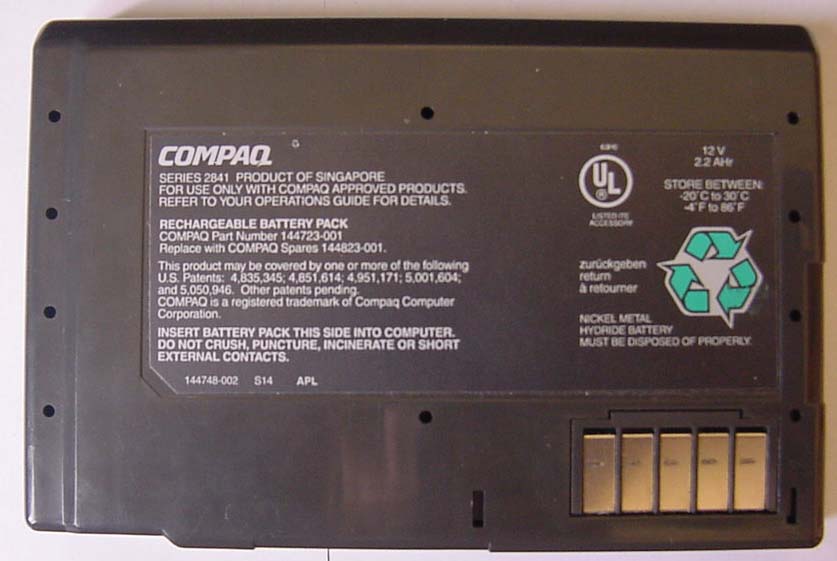 COMPAQ
SERIES 2841 PRODUCT OF SINGAPORE
FOR USE ONLY WITH COMPAQ APPROVED PRODUCTS.
REFER TO YOUR OPERATIONS GUIDE FOR DETAILS.
RECHARGEABLE BATTERY PACK
COMPAQ Part Number 144723-001
Replace with COMPAQ Spares 144823-001.
This product may be covered by one or more of the following
U.S. Patents: 4,835,345; 4,651,614; 4,951,171; 5,001,604;
and 5,050,946. Other patents pending.
COMPAQ is a registered trademark of Compaq Computer
Corporation.
INSERT BATTERY PACK THIS SIDE INTO COMPUTER.
DO NOT CRUSH, PUNCTURE, INCINERATE OR SHORT
EXTERNAL CONTACTS.
144748-002 S14 APL
UL
®
LISTED ITE
ACCESSORY
12 V
2.2 AHr
STORE BETWEEN:
-20°C to 30°C
-4°F to 86°F
zurückgeben
return
à retourner
NICKEL METAL
HYDRIDE BATTERY
MUST BE DISPOSED OF PROPERLY.